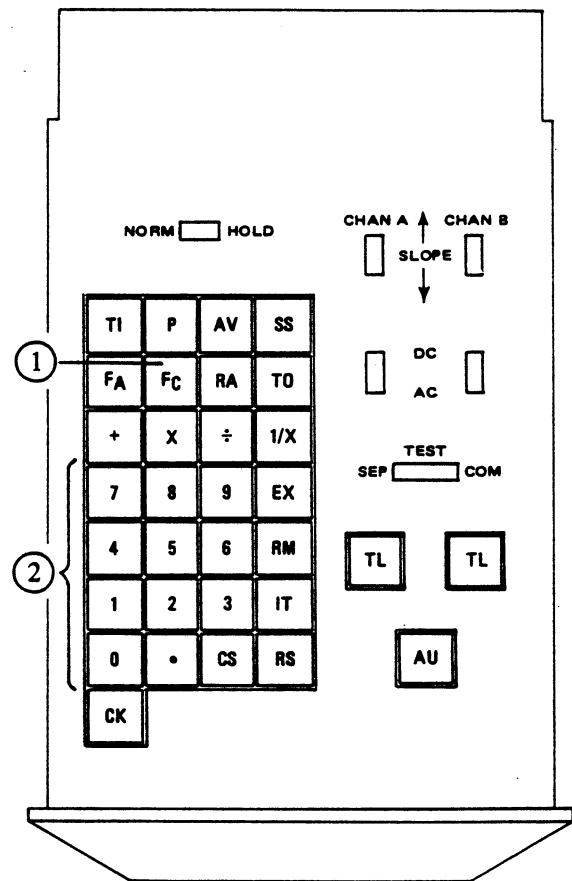 CHAN A CHAN B
NORM HOLD
SLOPE
TI P AV SS
1
FA FC RA TO
DC
AC
+ X ÷ 1/X
TEST
SEP COM
7 8 9 EX
2
4 5 6 RM
TL TL
1 2 3 IT
0 • CS RS
AU
CK